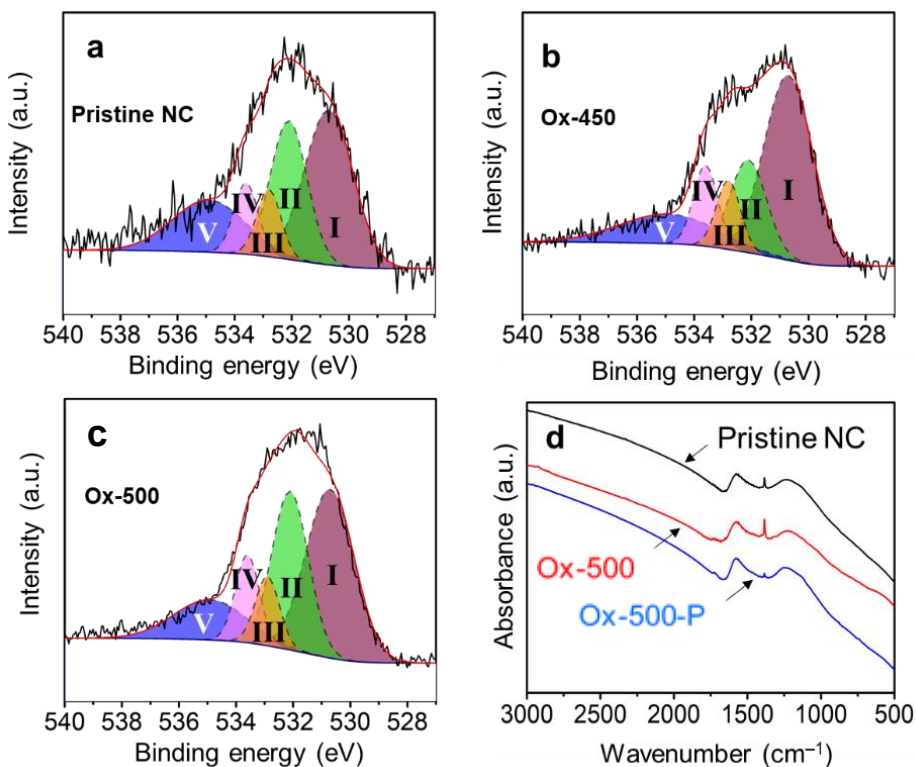 a
Pristine NC
V
IV
III
II
I
Intensity (a.u.)
540 538 536 534 532 530 528
Binding energy (eV)
b
Ox-450
V
IV
III
II
I
Intensity (a.u.)
540 538 536 534 532 530 528
Binding energy (eV)
c
Ox-500
V
IV
III
II
I
Intensity (a.u.)
540 538 536 534 532 530 528
Binding energy (eV)
d
Pristine NC
Ox-500
Ox-500-P
Absorbance (a.u.)
3000 2500 2000 1500 1000 500
Wavenumber (cm⁻¹)